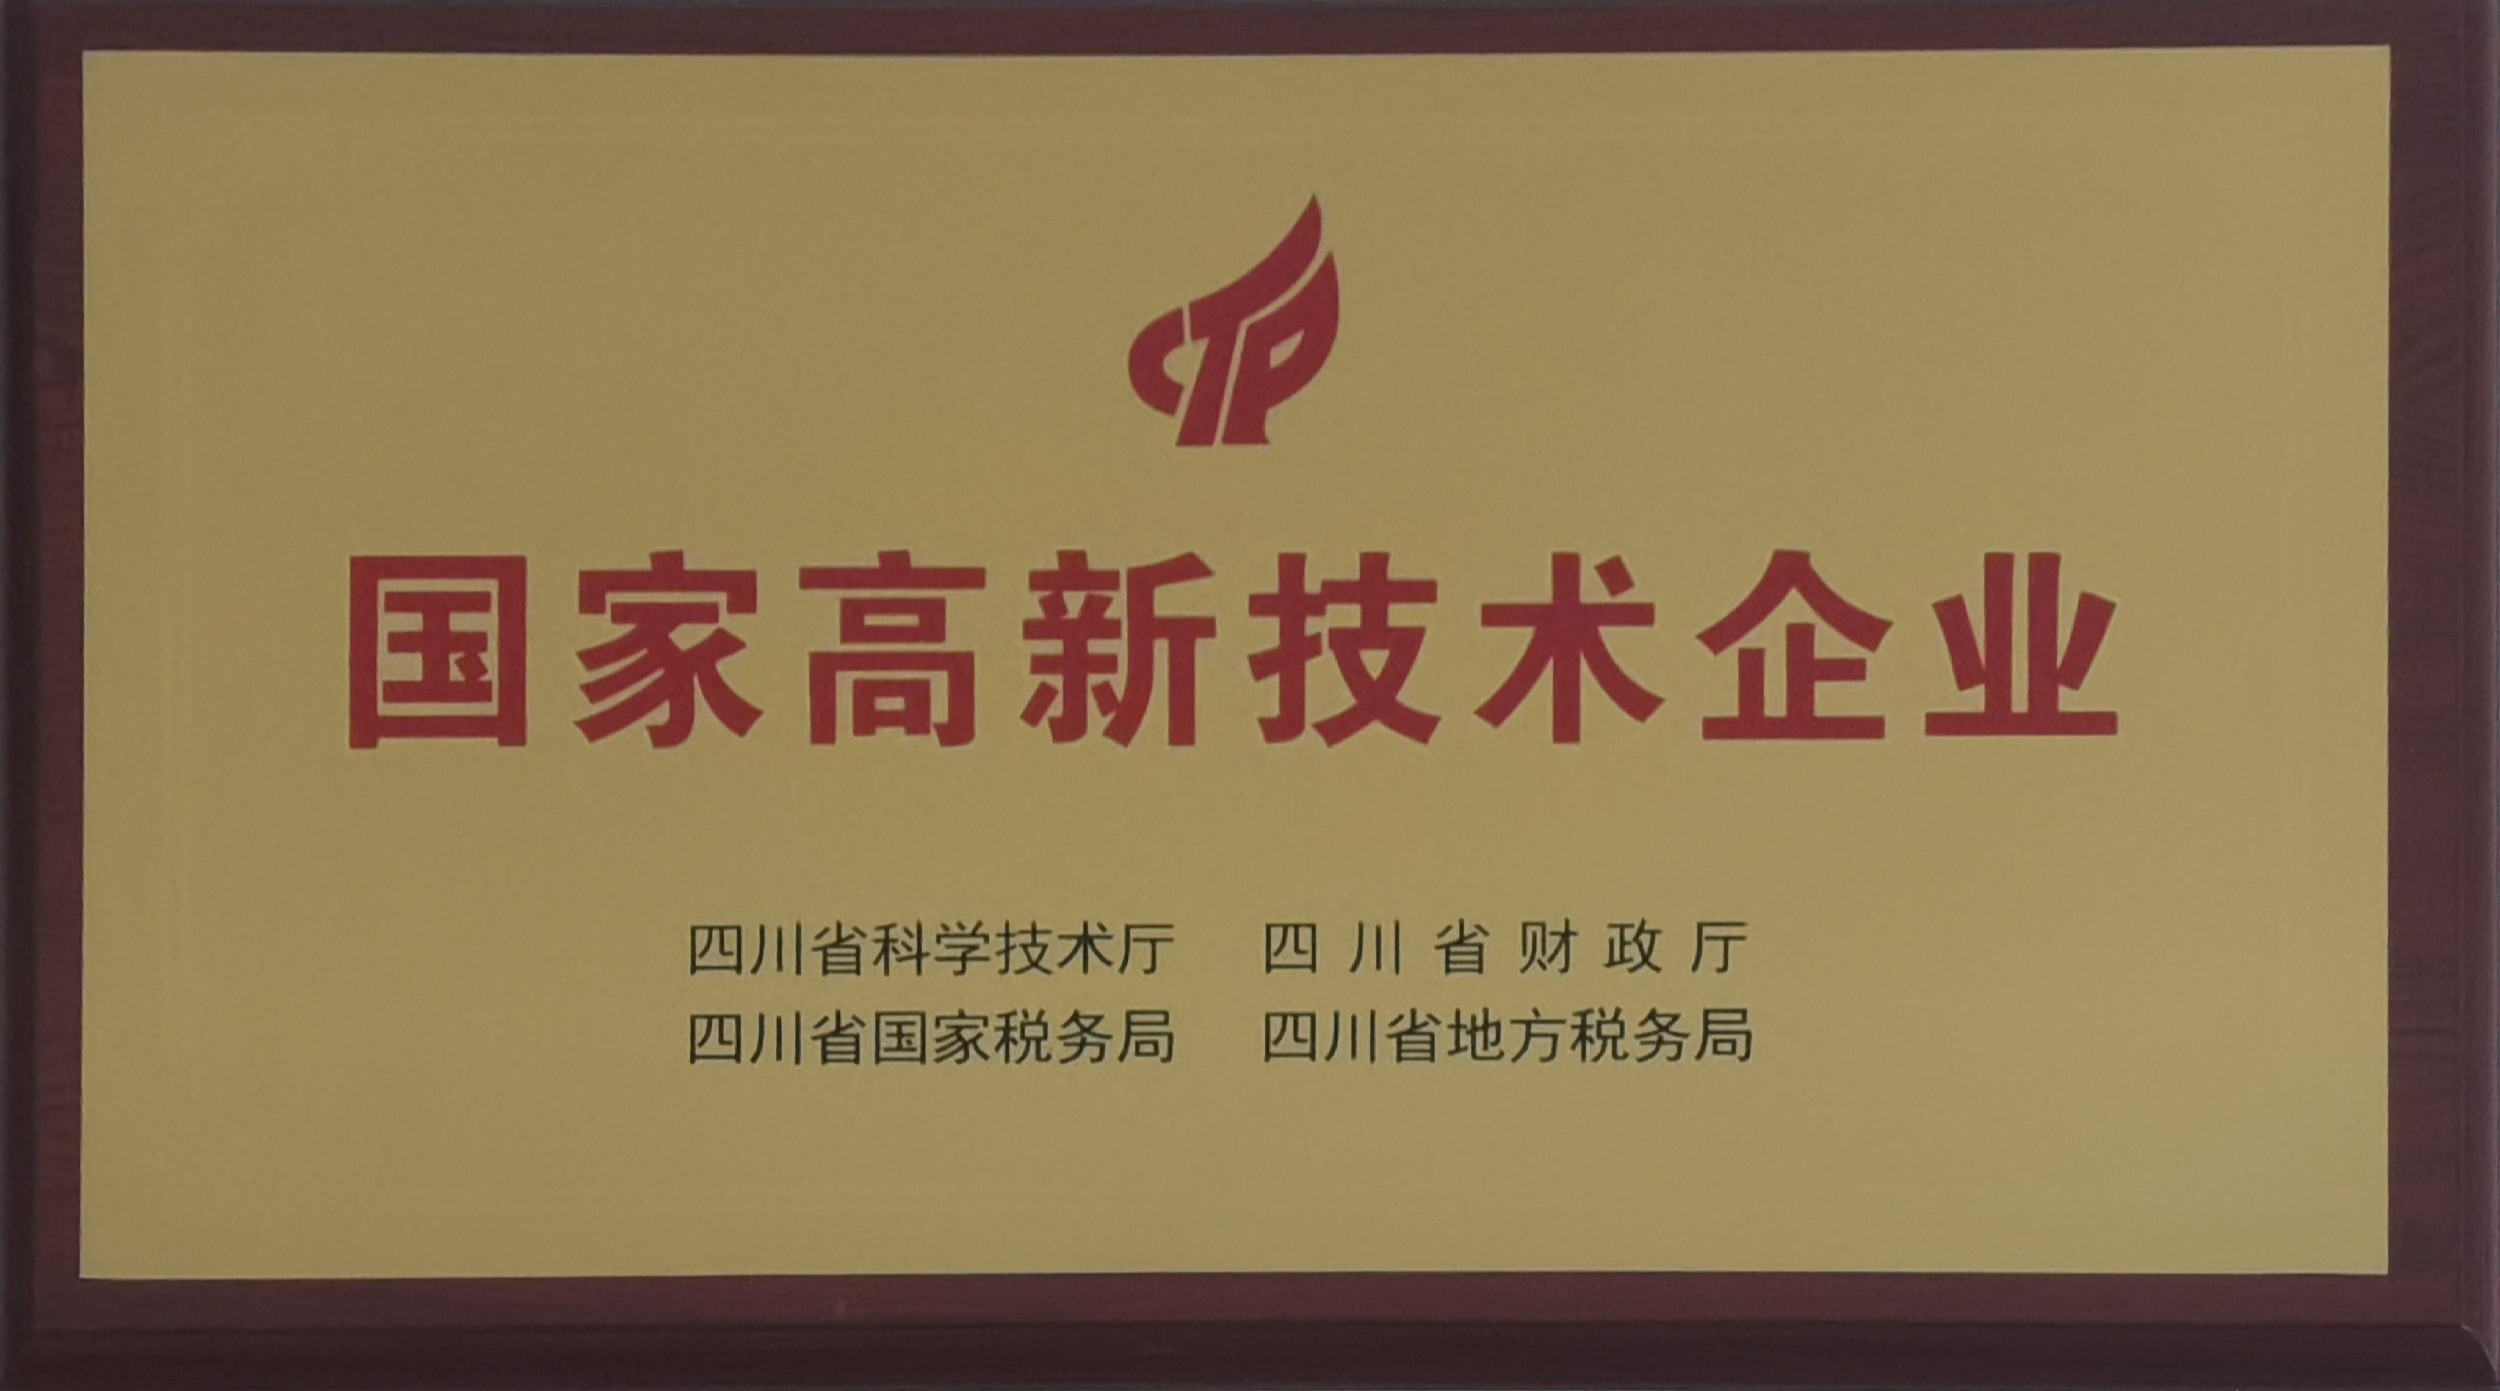 CTP
国家高新技术企业
四川省科学技术厅 四川省财政厅
四川省国家税务局 四川省地方税务局